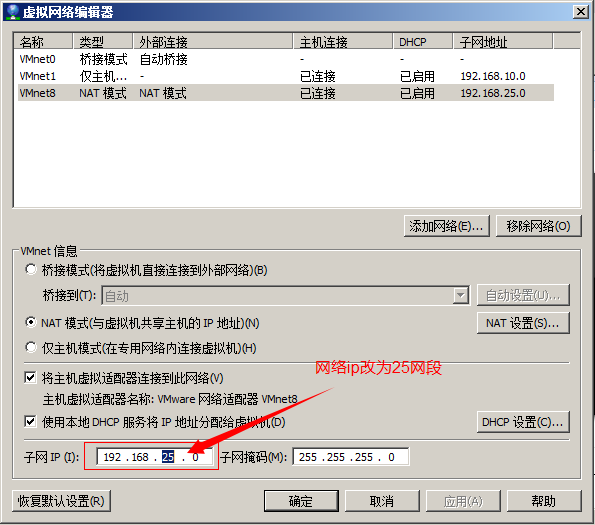 虚拟网络编辑器
名称 类型 外部连接 主机连接 DHCP 子网地址
VMnet0 桥接模式 自动桥接 - - -
VMnet1 仅主机... - 已连接 已启用 192.168.10.0
VMnet8 NAT 模式 NAT 模式 已连接 已启用 192.168.25.0
添加网络(E)... 移除网络(O)
VMnet 信息
桥接模式(将虚拟机直接连接到外部网络)(B)
桥接到(T): 自动 自动设置(U)...
NAT 模式(与虚拟机共享主机的 IP 地址)(N) NAT 设置(S)...
仅主机模式(在专用网络内连接虚拟机)(H)
网络ip改为25网段
将主机虚拟适配器连接到此网络(V)
主机虚拟适配器名称: VMware 网络适配器 VMnet8
使用本地 DHCP 服务将 IP 地址分配给虚拟机(D) DHCP 设置(C)...
子网 IP (I): 192 . 168 . 25 . 0 子网掩码(M): 255 . 255 . 255 . 0
恢复默认设置(R) 确定 取消 应用(A) 帮助